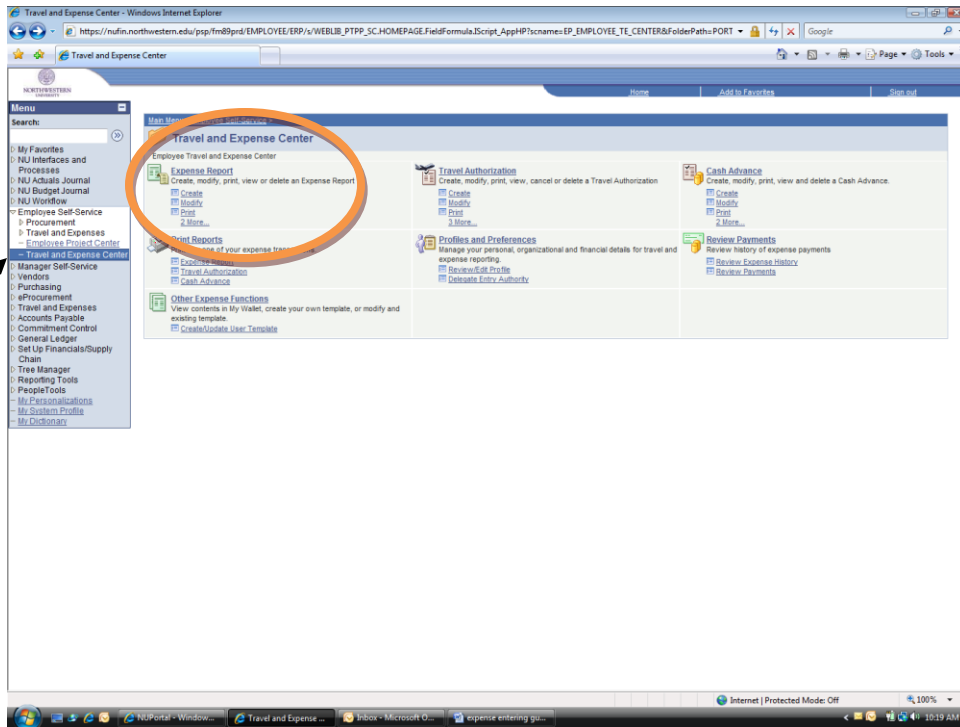 Travel and Expense Center - Windows Internet Explorer
https://nufin.northwestern.edu/psp/fm89prd/EMPLOYEE/ERP/s/WEBLIB_PTPP_SC.HOMEPAGE.FieldFormula.IScript_AppHP?scname=EP_EMPLOYEE_TE_CENTER&FolderPath=PORT
Google
Travel and Expense Center
Page Tools
NORTHWESTERN
UNIVERSITY
Home Add to Favorites Sign out
Menu
Search:
My Favorites
NU Interfaces and
Processes
NU Actuals Journal
NU Budget Journal
NU Workflow
Employee Self-Service
Procurement
Travel and Expenses
Employee Project Center
Travel and Expense Center
Manager Self-Service
Vendors
Purchasing
eProcurement
Travel and Expenses
Accounts Payable
Commitment Control
General Ledger
Set Up Financials/Supply
Chain
Tree Manager
Reporting Tools
PeopleTools
My Personalizations
My System Profile
My Dictionary
Main Menu > Self-Service >
Travel and Expense Center
Employee Travel and Expense Center
Expense Report
Create, modify, print, view or delete an Expense Report
Create
Modify
Print
2 More...
Travel Authorization
Create, modify, print, view, cancel or delete a Travel Authorization
Create
Modify
Print
3 More...
Cash Advance
Create, modify, print, view and delete a Cash Advance.
Create
Modify
Print
2 More...
Print Reports
of your expense
Expense Report
Travel Authorization
Cash Advance
Profiles and Preferences
Manage your personal, organizational and financial details for travel and
expense reporting.
Review/Edit Profile
Delegate Entry Authority
Review Payments
Review history of expense payments
Review Expense History
Review Payments
Other Expense Functions
View contents in My Wallet, create your own template, or modify and
existing template.
Create/Update User Template
Internet | Protected Mode: Off 100%
NUPortal - Window... Travel and Expense ... Inbox - Microsoft O... expense entering gu... 10:19 AM